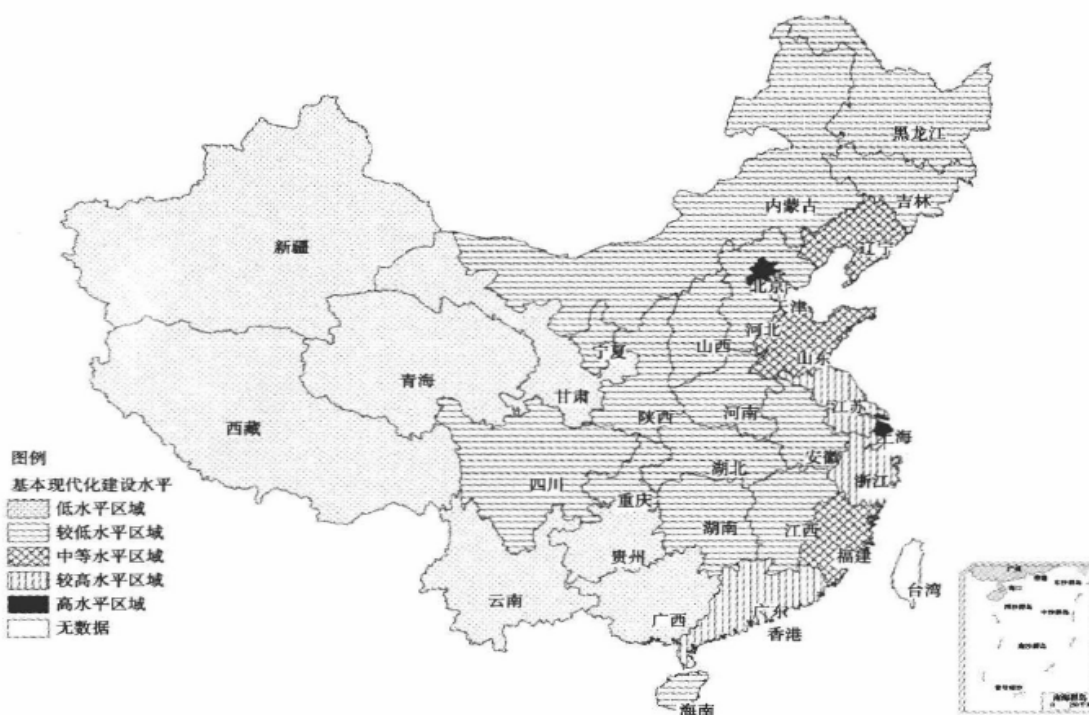 黑龙江
吉林
内蒙古
辽宁
新疆
北京
天津
河北
宁夏
山西
山东
青海
甘肃
西藏
陕西
河南
江苏
上海
安徽
湖北
四川
浙江
重庆
湖南
江西
贵州
福建
云南
台湾
广西
广东
香港
海南
图例
基本现代化建设水平
低水平区域
较低水平区域
中等水平区域
较高水平区域
高水平区域
无数据
南海群岛